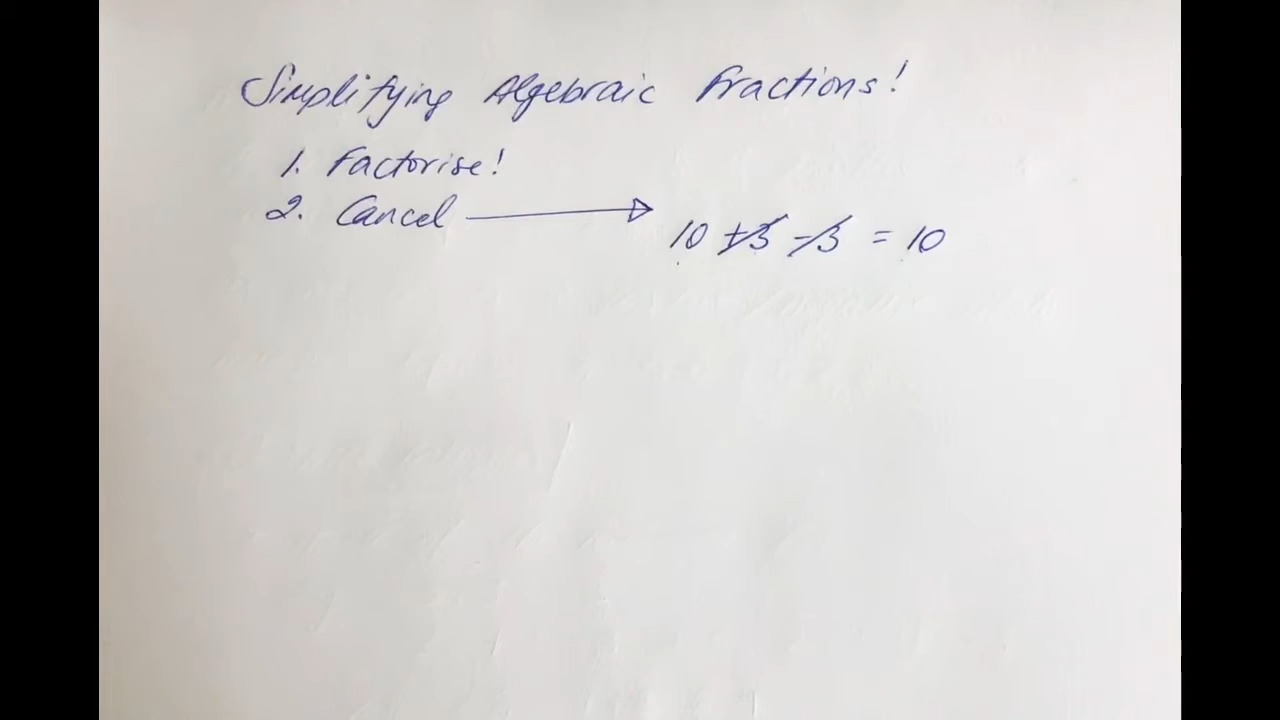 Simplifying Algebraic Fractions!
1. Factorise!
2. Cancel
10 +3 -3 = 10